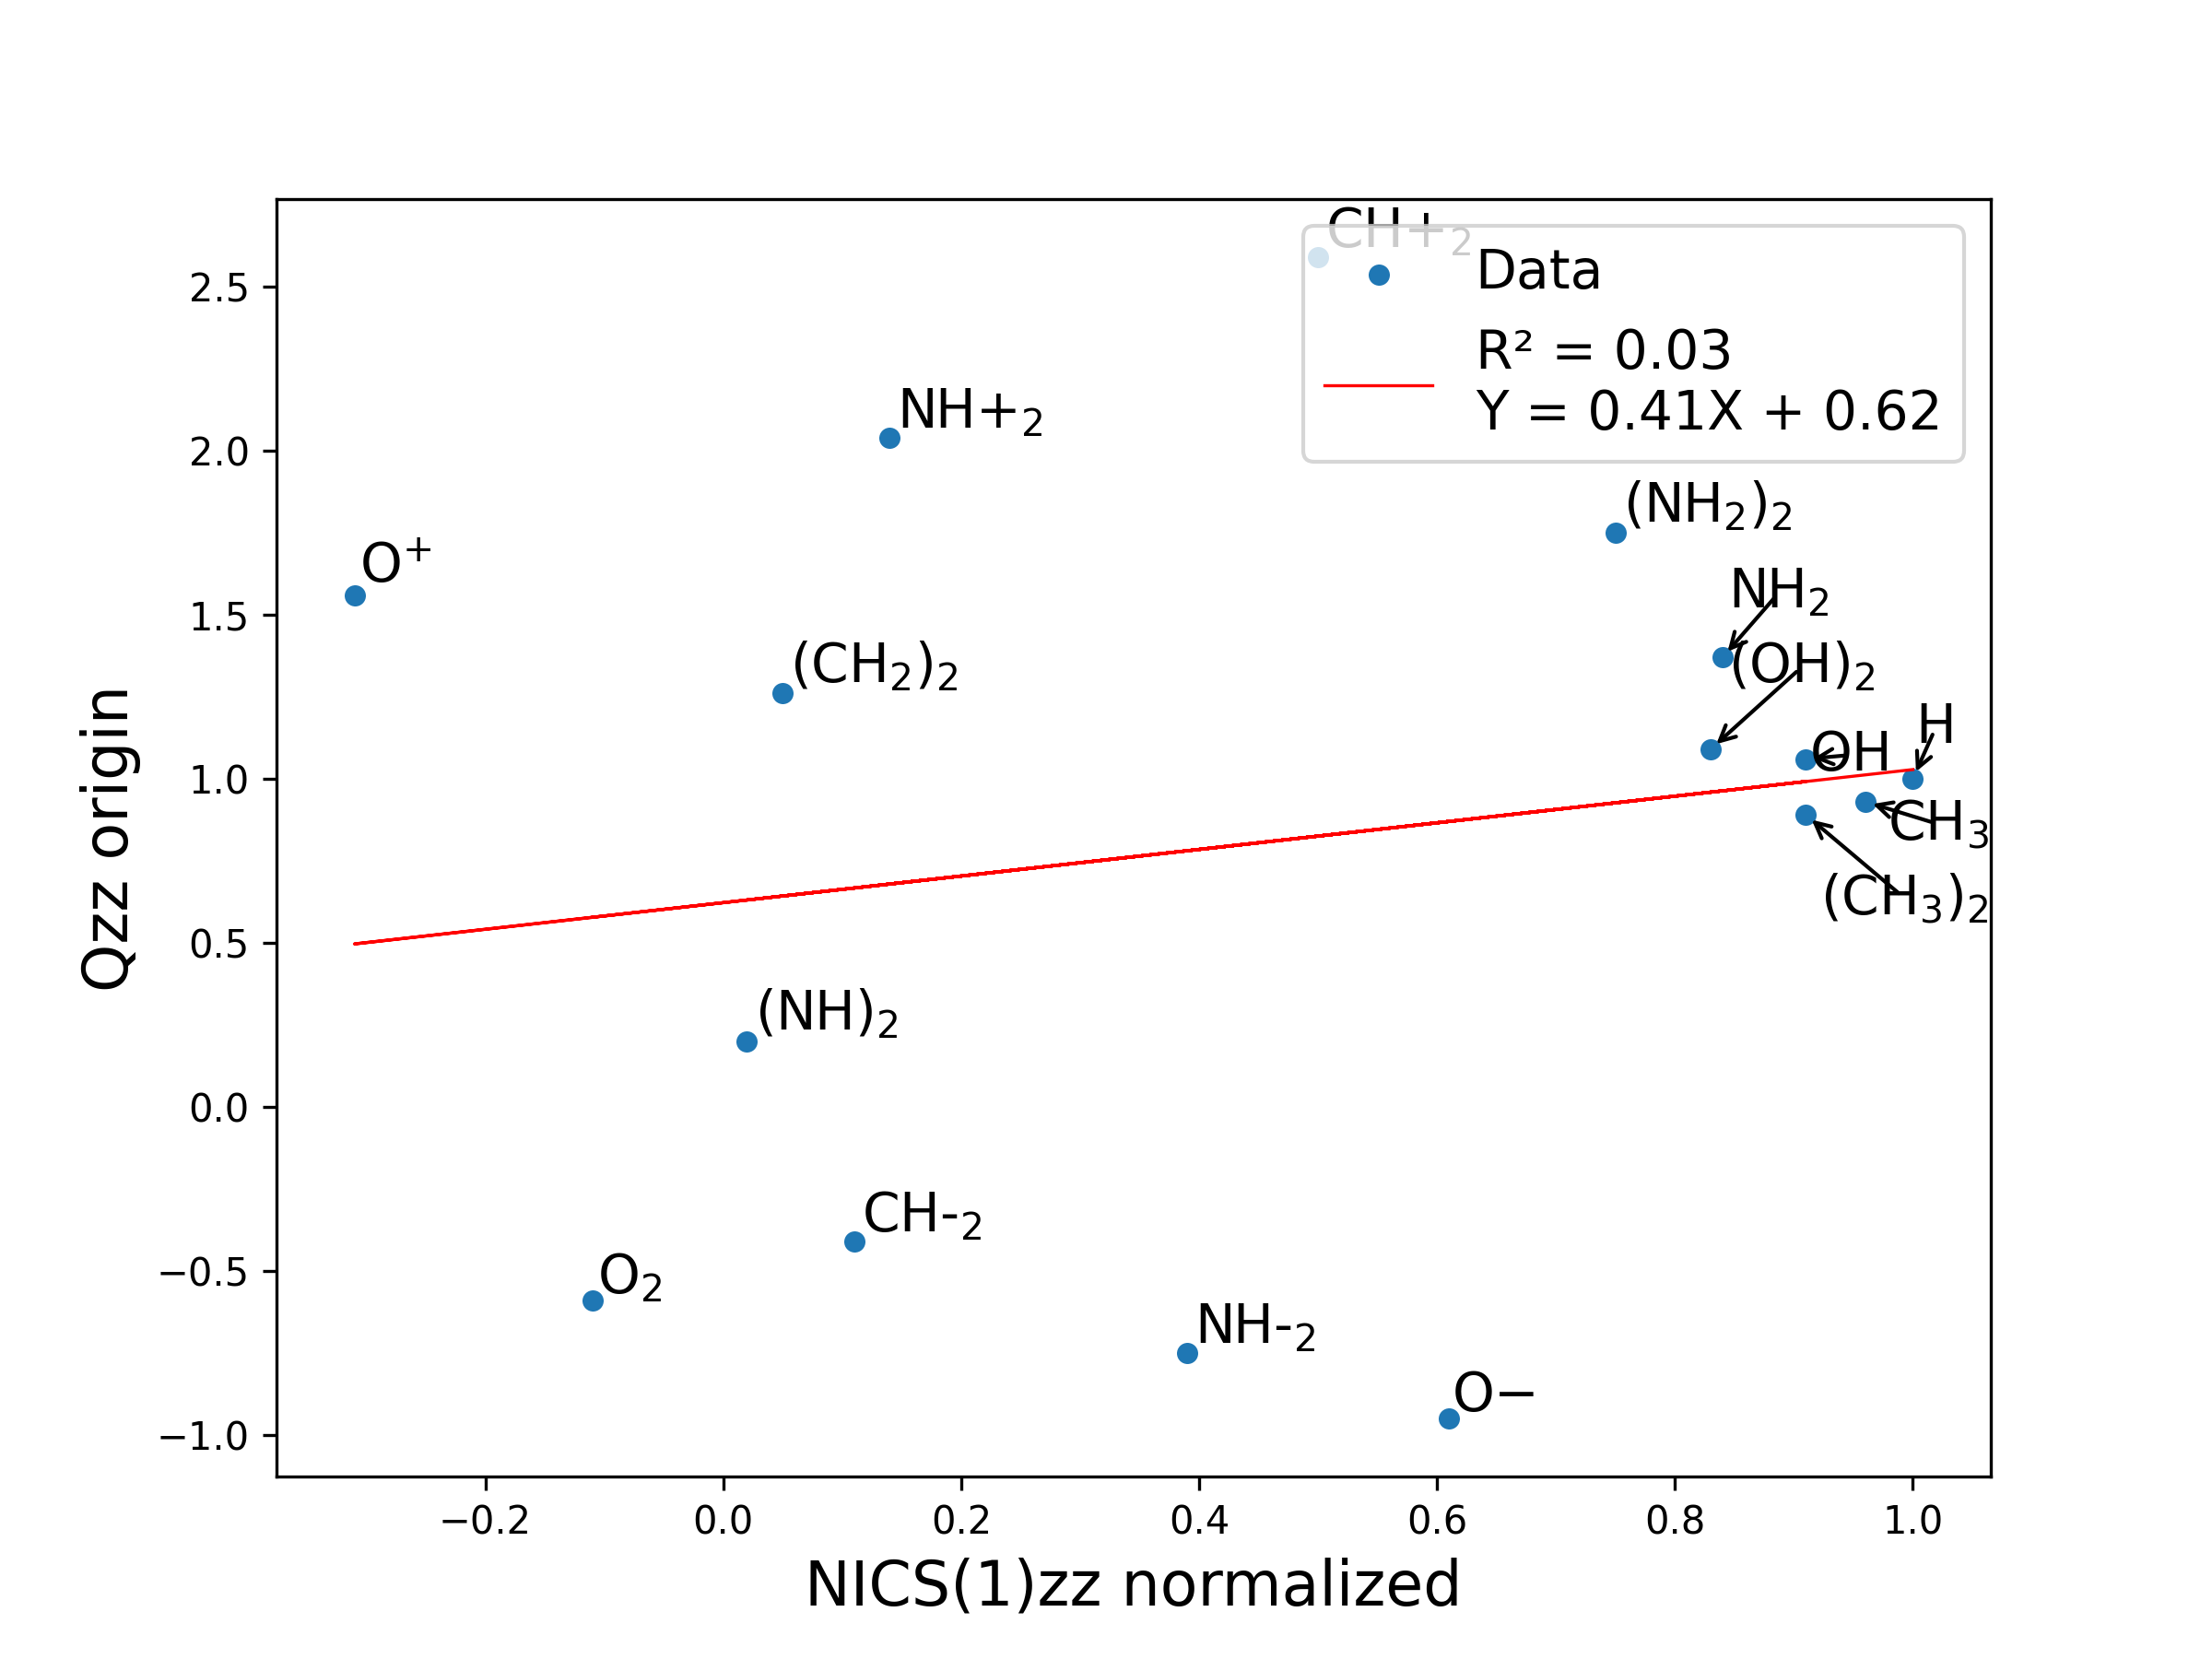 CH+₂
Data
R² = 0.03
Y = 0.41X + 0.62
NH+₂
(NH₂)₂
O⁺
NH₂
(CH₂)₂
(OH)₂
H
OH
CH₃
(CH₃)₂
(NH)₂
CH-₂
O₂
NH-₂
O−
2.5
2.0
1.5
1.0
0.5
0.0
−0.5
−1.0
Qzz origin
−0.2 0.0 0.2 0.4 0.6 0.8 1.0
NICS(1)zz normalized